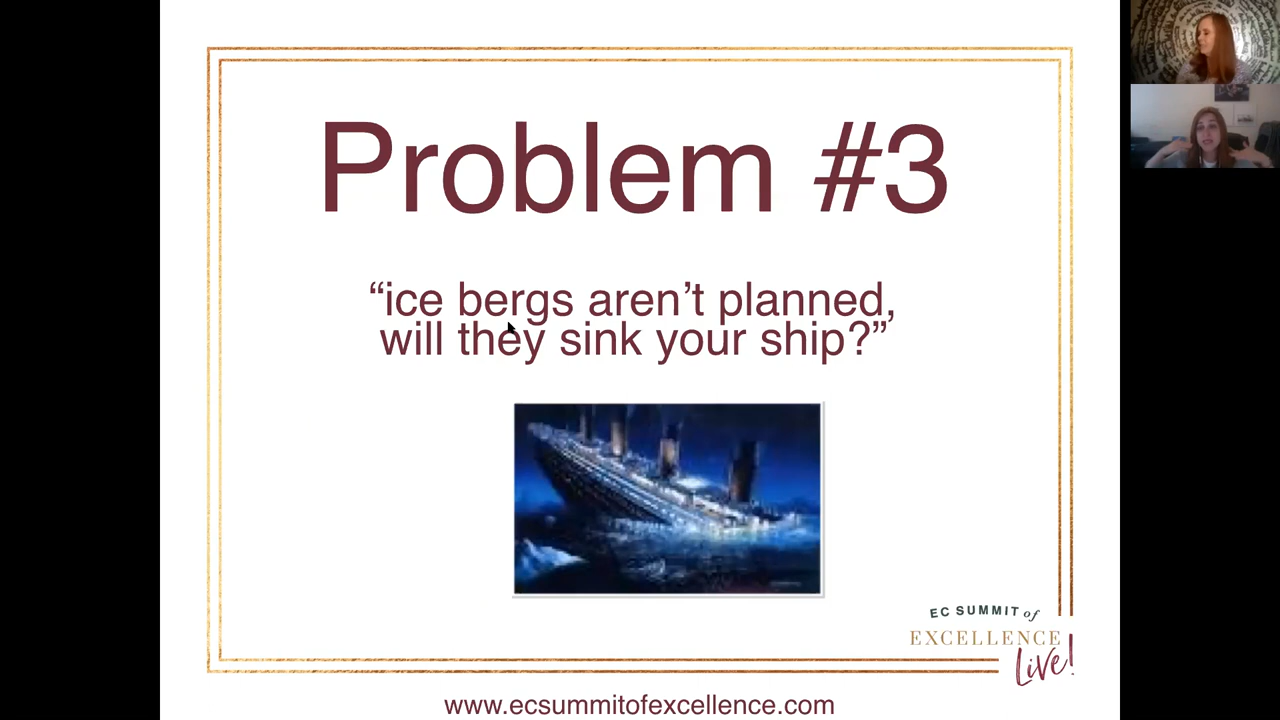 Problem #3
“ice bergs aren’t planned,
will they sink your ship?”
EC SUMMIT of
EXCELLENCE
Live!
www.ecsummitofexcellence.com